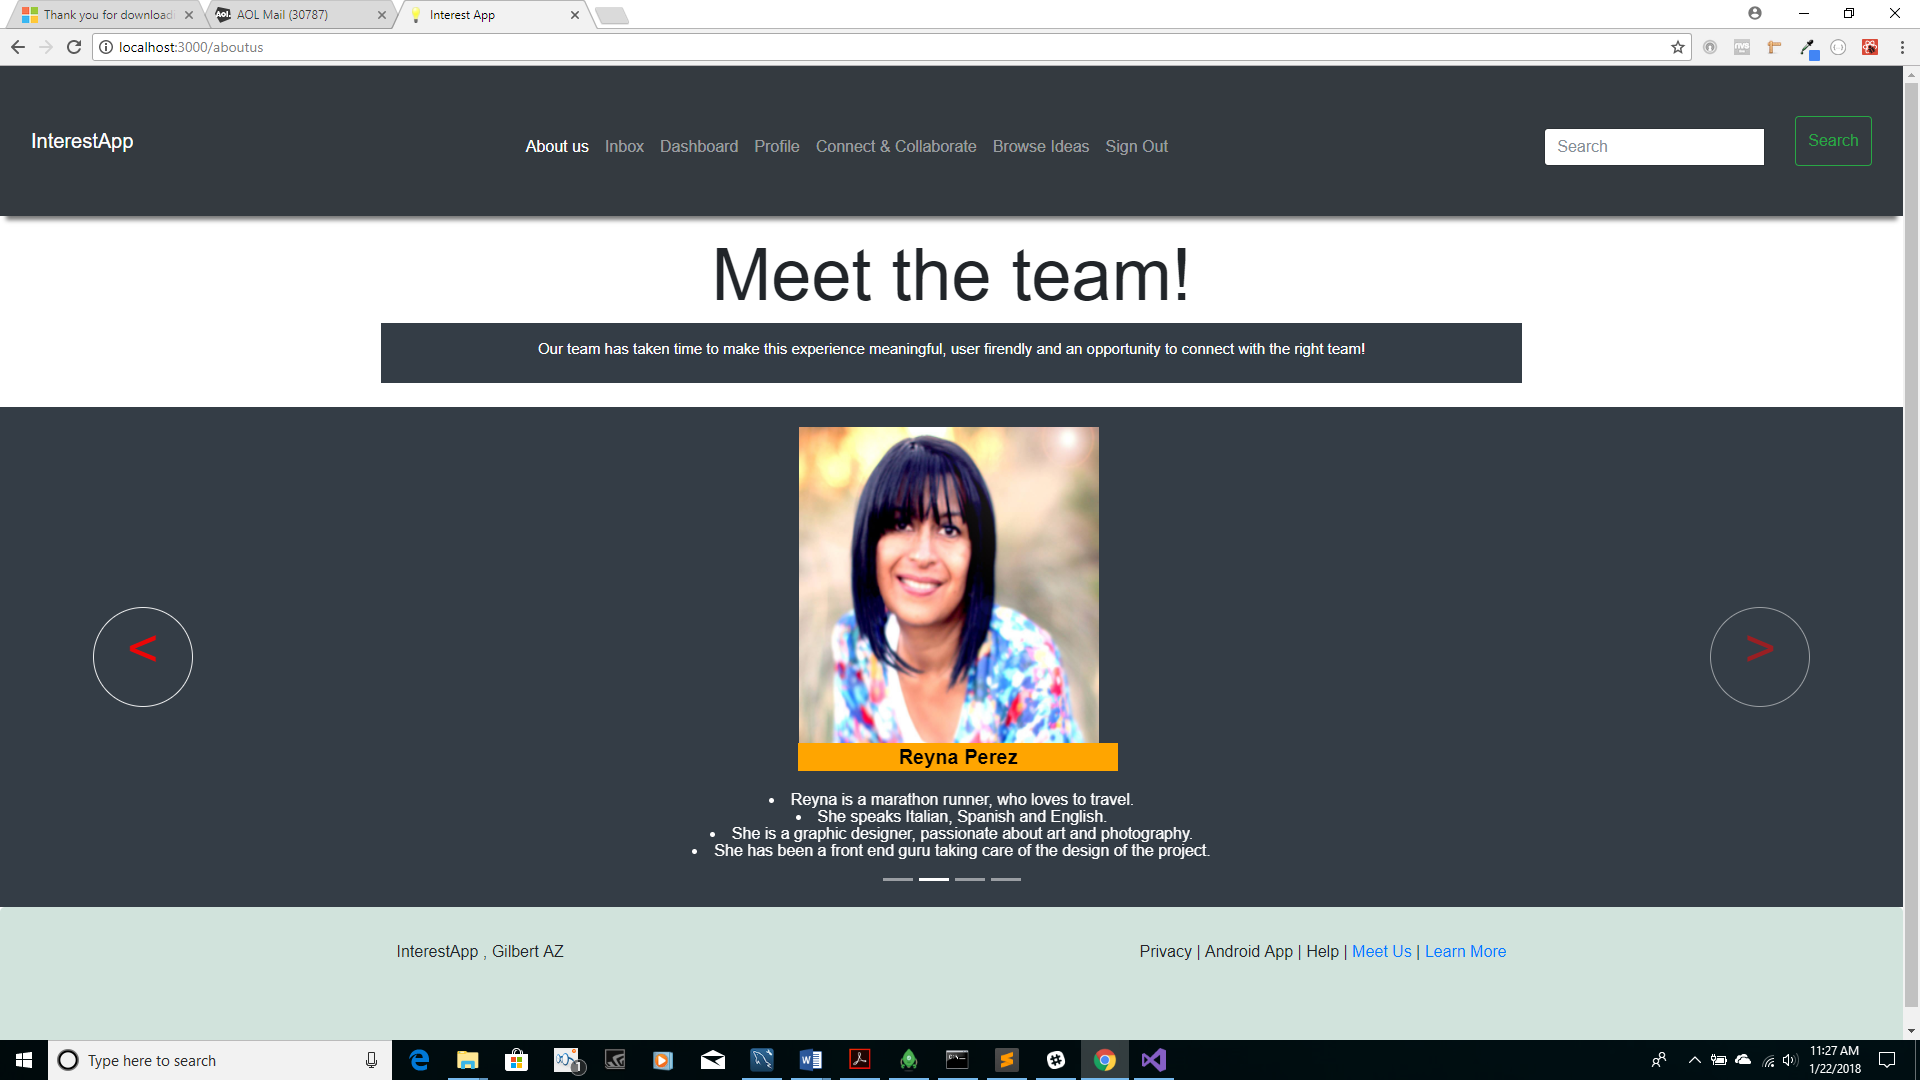 Thank you for downloadi
AOL Mail (30787)
Interest App
localhost:3000/aboutus
InterestApp
About us Inbox Dashboard Profile Connect & Collaborate Browse Ideas Sign Out
Search
Search
Meet the team!
Our team has taken time to make this experience meaningful, user firendly and an opportunity to connect with the right team!
<
>
Reyna Perez
• Reyna is a marathon runner, who loves to travel.
• She speaks Italian, Spanish and English.
• She is a graphic designer, passionate about art and photography.
• She has been a front end guru taking care of the design of the project.
InterestApp , Gilbert AZ
Privacy | Android App | Help | Meet Us | Learn More
Type here to search
1
11:27 AM
1/22/2018